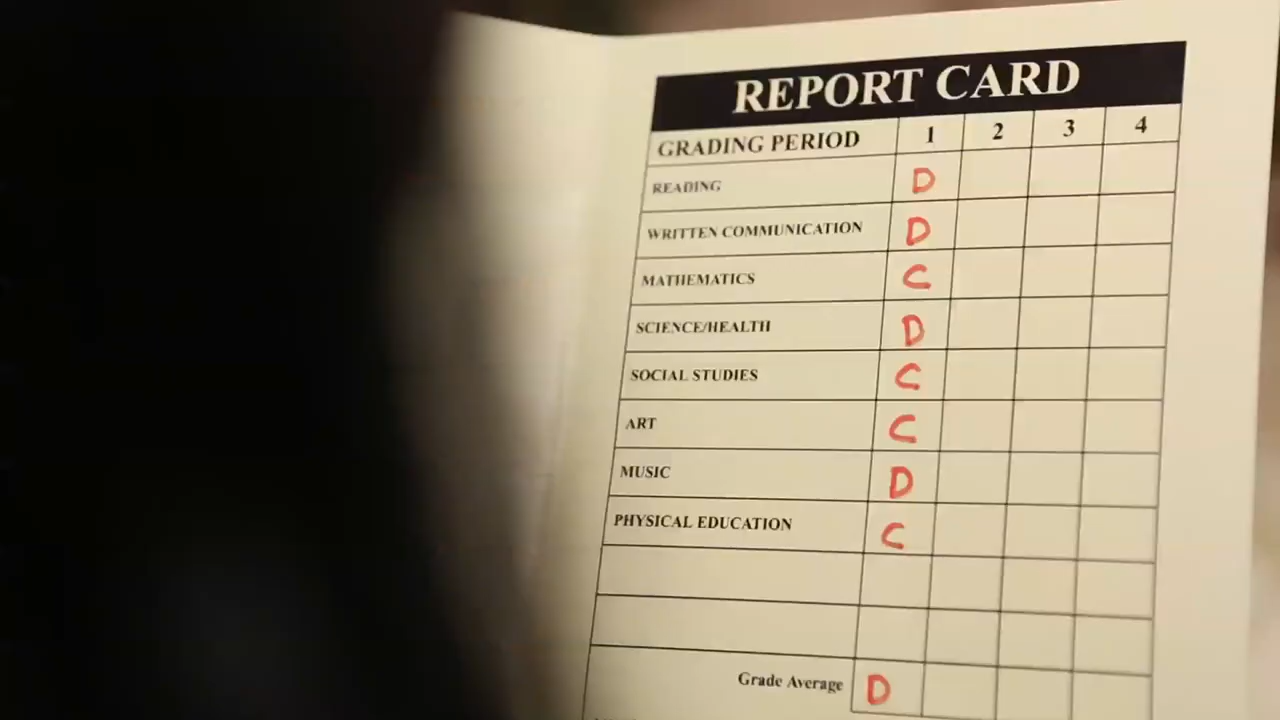 REPORT CARD
GRADING PERIOD 1 2 3 4
READING D
WRITTEN COMMUNICATION D
MATHEMATICS C
SCIENCE/HEALTH D
SOCIAL STUDIES C
ART C
MUSIC D
PHYSICAL EDUCATION C
Grade Average D